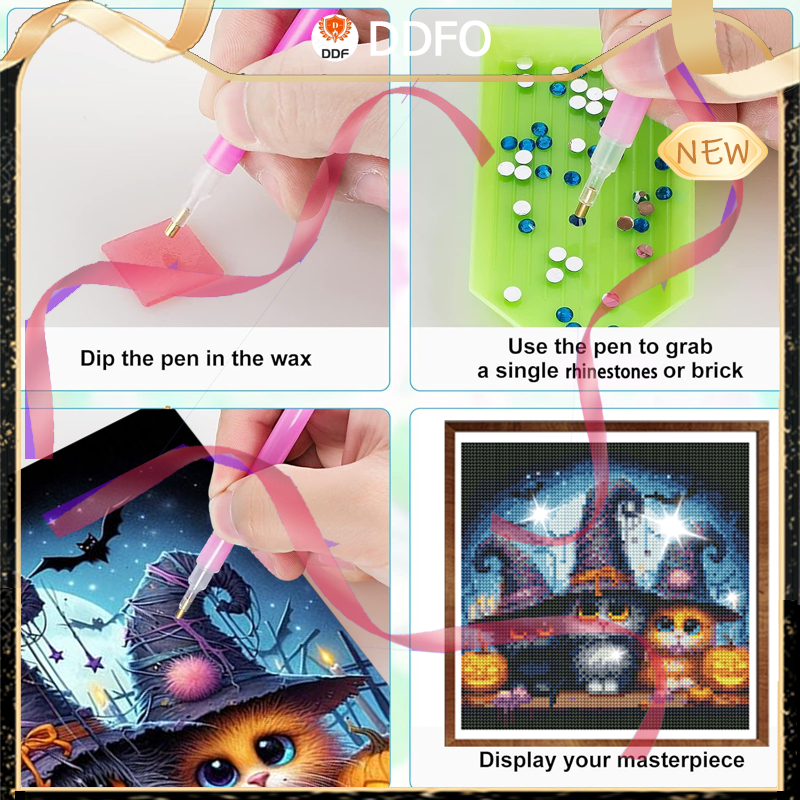 DDF
DDFO
NEW
Dip the pen in the wax
Use the pen to grab
a single rhinestones or brick
Display your masterpiece